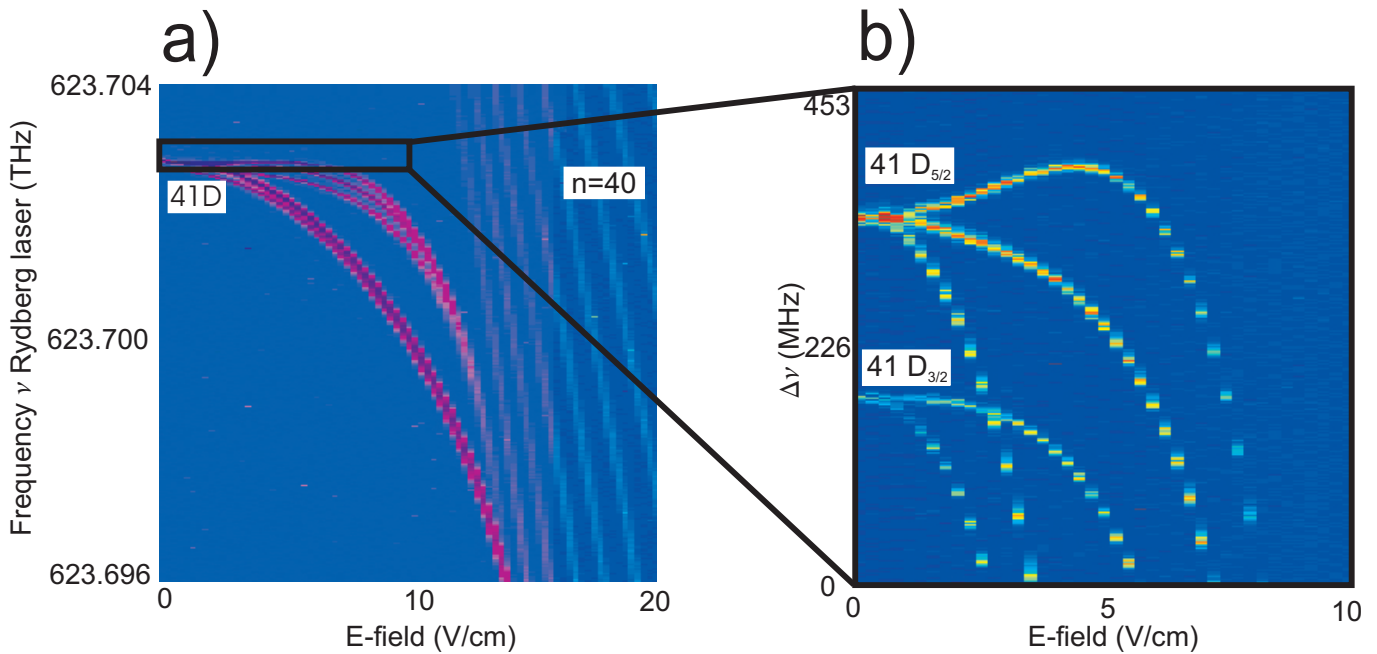 a)
623.704
41D
n=40
623.700
623.696
Frequency ν Rydberg laser (THz)
0
10
20
E-field (V/cm)
b)
453
41 D5/2
226
41 D3/2
Δν (MHz)
0
0
5
10
E-field (V/cm)